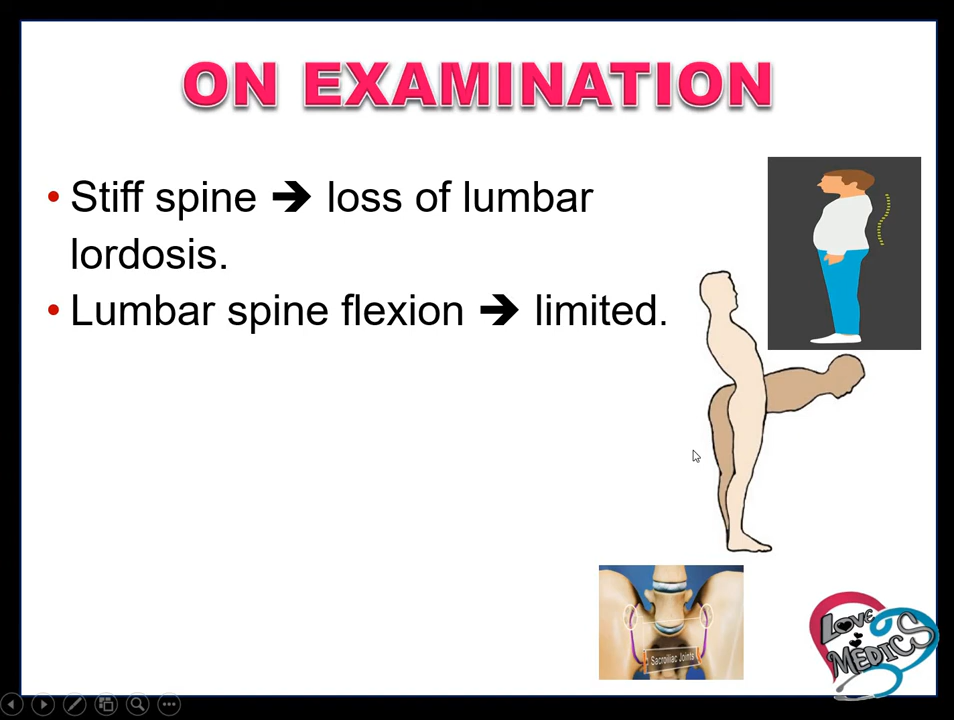 ON EXAMINATION
• Stiff spine ➔ loss of lumbar
lordosis.
• Lumbar spine flexion ➔ limited.
Sacroiliac Joints
LOVE
MEDICS